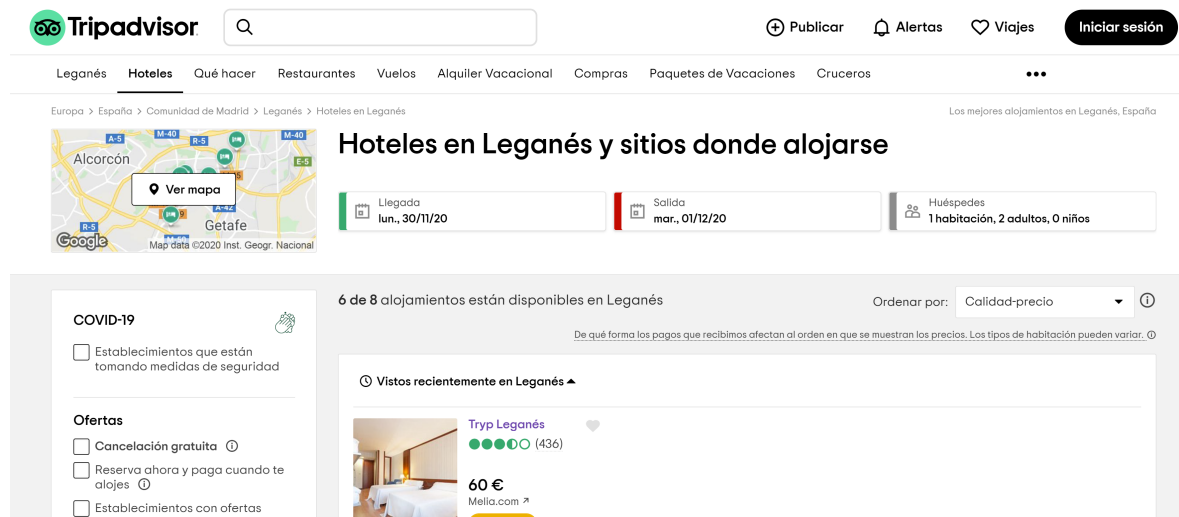 Tripadvisor
Publicar
Alertas
Viajes
Iniciar sesión
Leganés Hoteles Qué hacer Restaurantes Vuelos Alquiler Vacacional Compras Paquetes de Vacaciones Cruceros
Europa > España > Comunidad de Madrid > Leganés > Hoteles en Leganés
Los mejores alojamientos en Leganés, España
A-5
M-40
R-5
M-40
Alcorcón
E-5
Ver mapa
A-42
R-5
Getafe
Google
Map data ©2020 Inst. Geogr. Nacional
Hoteles en Leganés y sitios donde alojarse
Llegada
lun., 30/11/20
Salida
mar., 01/12/20
Huéspedes
1 habitación, 2 adultos, 0 niños
COVID-19
Establecimientos que están
tomando medidas de seguridad
Ofertas
Cancelación gratuita
Reserva ahora y paga cuando te
alojes
Establecimientos con ofertas
6 de 8 alojamientos están disponibles en Leganés
Ordenar por: Calidad-precio
De qué forma los pagos que recibimos afectan al orden en que se muestran los precios. Los tipos de habitación pueden variar.
Vistos recientemente en Leganés
Tryp Leganés
(436)
60 €
Melia.com